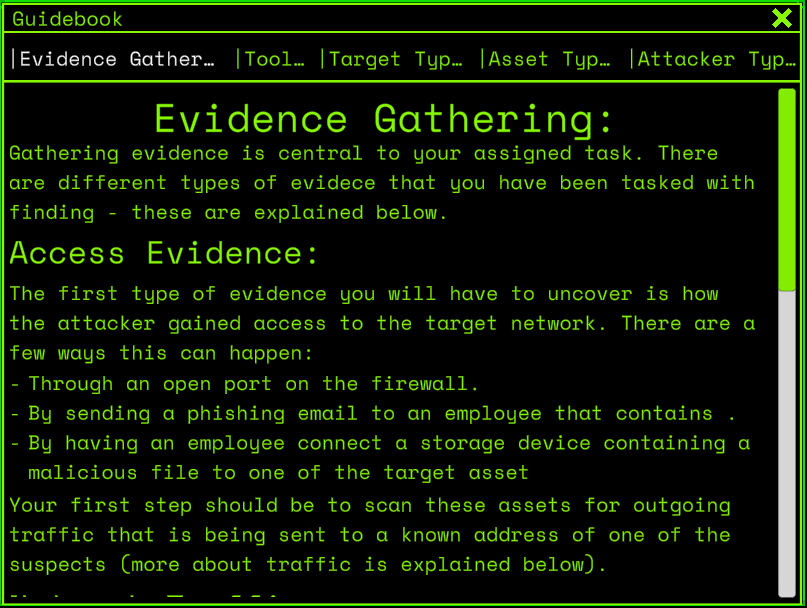 Guidebook
|Evidence Gather… |Tool… |Target Typ… |Asset Typ… |Attacker Typ…
Evidence Gathering:
Gathering evidence is central to your assigned task. There
are different types of evidece that you have been tasked with
finding - these are explained below.
Access Evidence:
The first type of evidence you will have to uncover is how
the attacker gained access to the target network. There are a
few ways this can happen:
- Through an open port on the firewall.
- By sending a phishing email to an employee that contains .
- By having an employee connect a storage device containing a
malicious file to one of the target asset
Your first step should be to scan these assets for outgoing
traffic that is being sent to a known address of one of the
suspects (more about traffic is explained below).